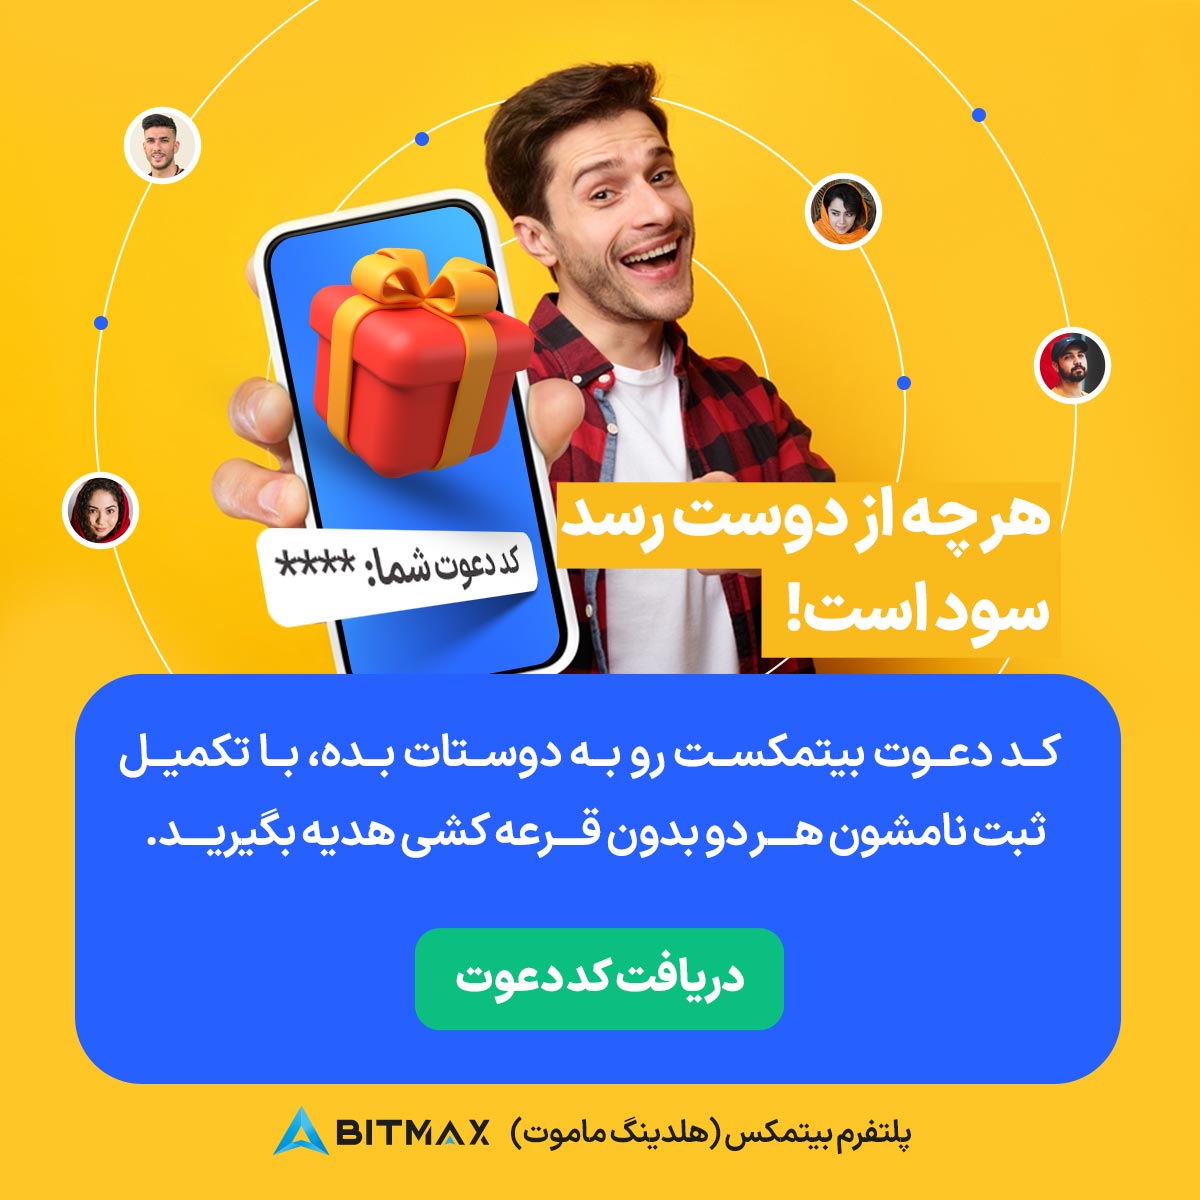 هر چه از دوست رسد
سود است!
کد دعوت شما: ****
کد دعوت بیتمکست رو به دوستات بده، با تکمیل
ثبت نامشون هر دو بدون قرعه کشی هدیه بگیرید.
دریافت کد دعوت
پلتفرم بیتمکس (هلدینگ ماموت) BITMAX